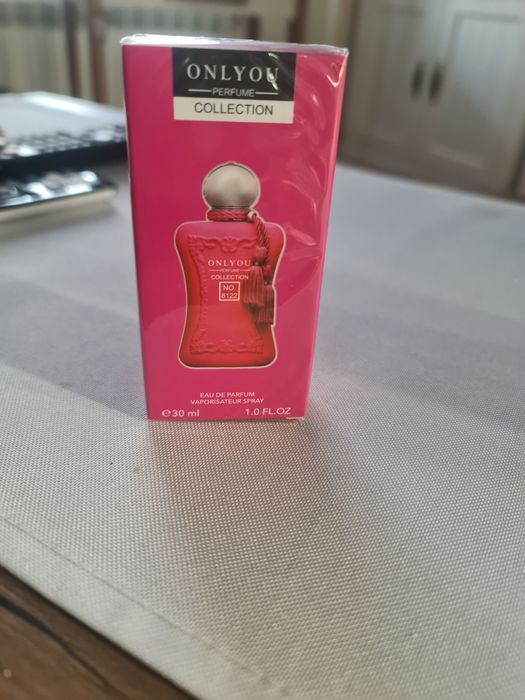 ONLYOU
PERFUME
COLLECTION
ONLYOU
PERFUME
COLLECTION
NO.
8122
EAU DE PARFUM
VAPORISATEUR SPRAY
℮30 ml 1.0 FL.OZ